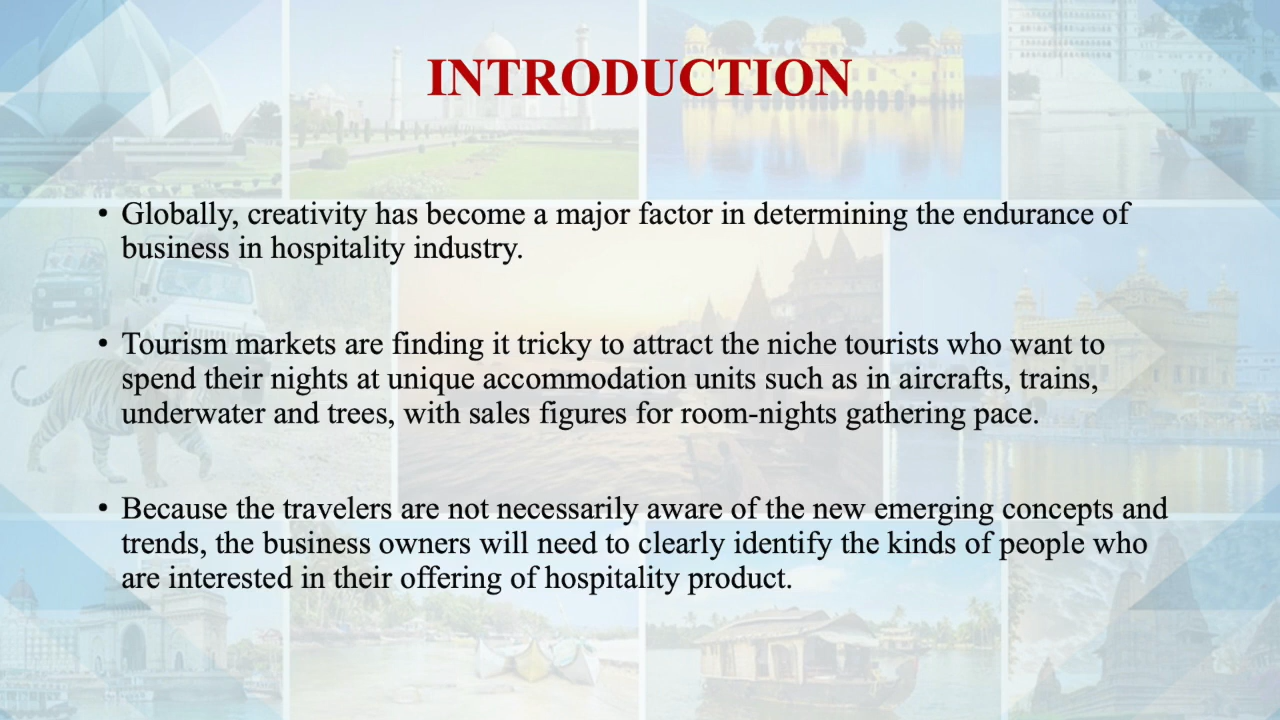 INTRODUCTION
• Globally, creativity has become a major factor in determining the endurance of
business in hospitality industry.
• Tourism markets are finding it tricky to attract the niche tourists who want to
spend their nights at unique accommodation units such as in aircrafts, trains,
underwater and trees, with sales figures for room-nights gathering pace.
• Because the travelers are not necessarily aware of the new emerging concepts and
trends, the business owners will need to clearly identify the kinds of people who
are interested in their offering of hospitality product.